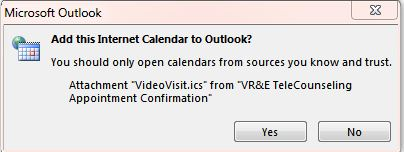 Microsoft Outlook
Add this Internet Calendar to Outlook?
You should only open calendars from sources you know and trust.
Attachment "VideoVisit.ics" from "VR&E TeleCounseling
Appointment Confirmation"
Yes No